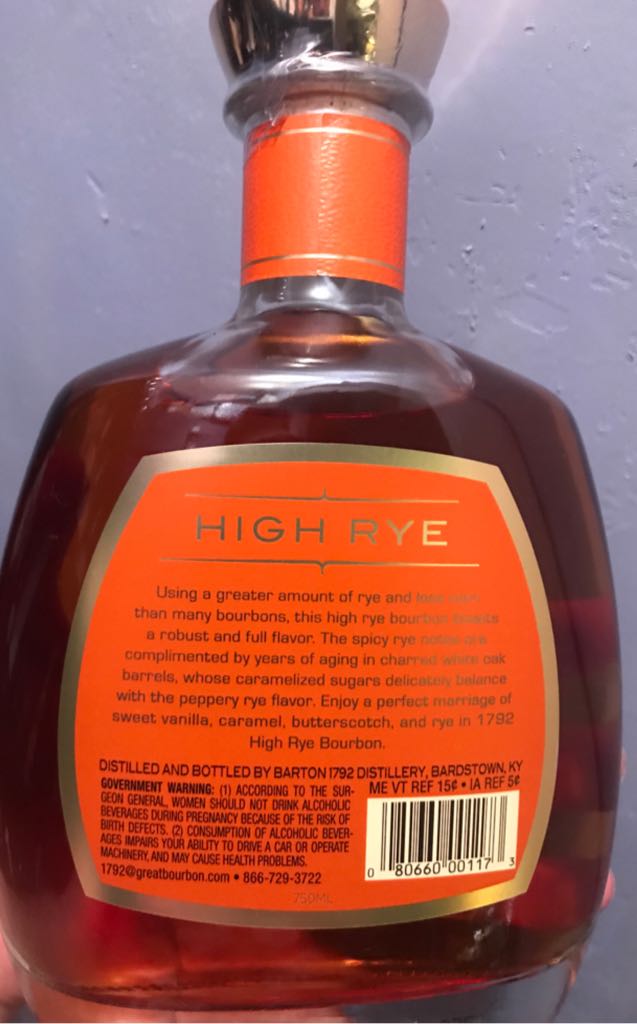 HIGH RYE
Using a greater amount of rye and less corn
than many bourbons, this high rye bourbon boasts
a robust and full flavor. The spicy rye notes are
complimented by years of aging in charred white oak
barrels, whose caramelized sugars delicately balance
with the peppery rye flavor. Enjoy a perfect marriage of
sweet vanilla, caramel, butterscotch, and rye in 1792
High Rye Bourbon.
DISTILLED AND BOTTLED BY BARTON 1792 DISTILLERY, BARDSTOWN, KY
GOVERNMENT WARNING: (1) ACCORDING TO THE SUR-
GEON GENERAL, WOMEN SHOULD NOT DRINK ALCOHOLIC
BEVERAGES DURING PREGNANCY BECAUSE OF THE RISK OF
BIRTH DEFECTS. (2) CONSUMPTION OF ALCOHOLIC BEVER-
AGES IMPAIRS YOUR ABILITY TO DRIVE A CAR OR OPERATE
MACHINERY, AND MAY CAUSE HEALTH PROBLEMS.
1792@greatbourbon.com • 866-729-3722
ME VT REF 15¢ • IA REF 5¢
0 80660 00117 3
750ML